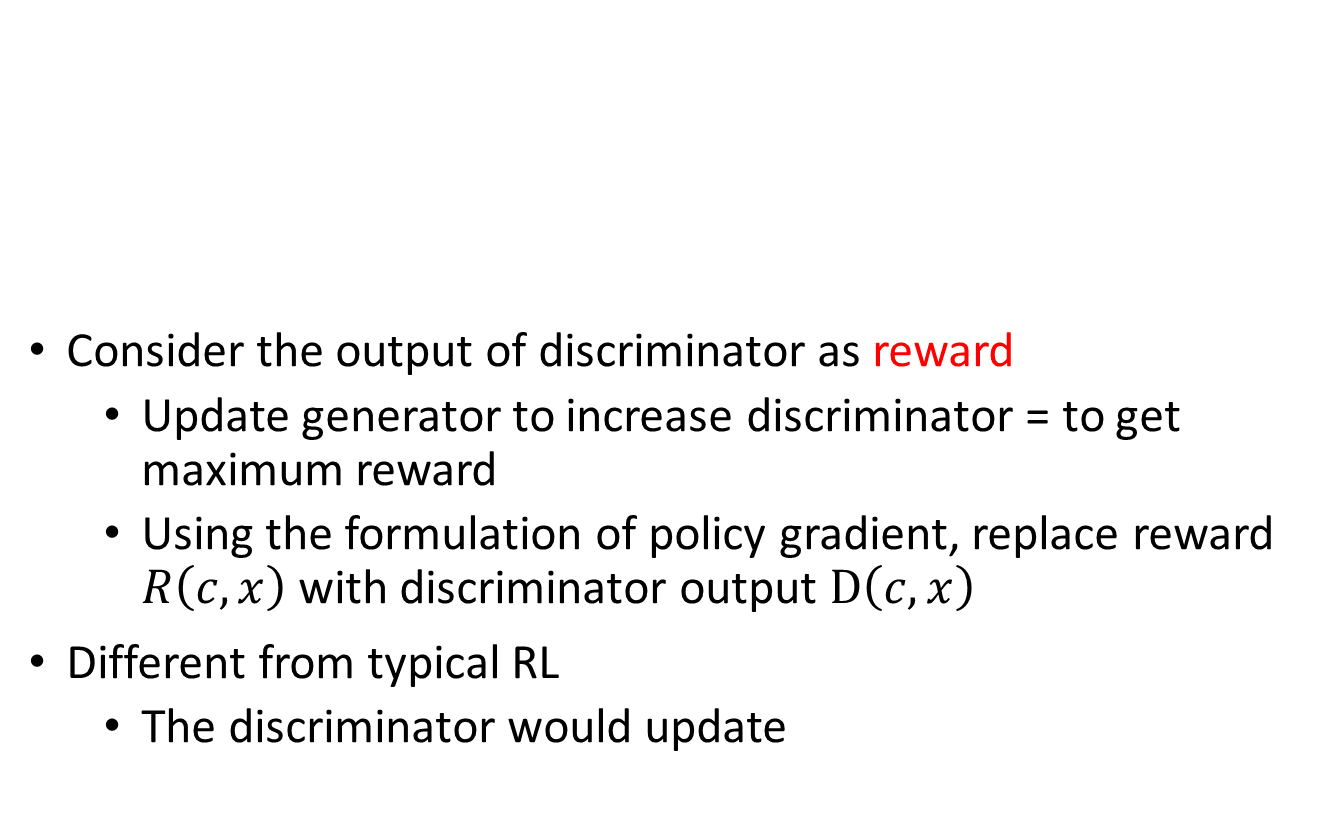 • Consider the output of discriminator as reward
• Update generator to increase discriminator = to get
maximum reward
• Using the formulation of policy gradient, replace reward
R(c, x) with discriminator output D(c, x)
• Different from typical RL
• The discriminator would update